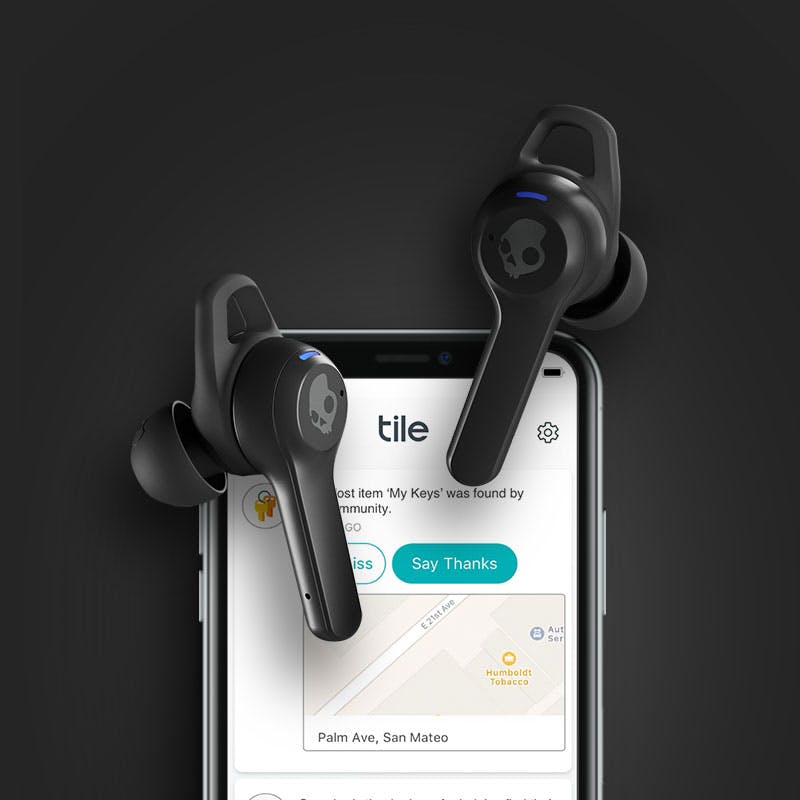 tile
ost item ‘My Keys’ was found by
mmunity.
GO
iss
Say Thanks
E 21st Ave
Aut
Ser
Humboldt
Tobacco
Palm Ave, San Mateo